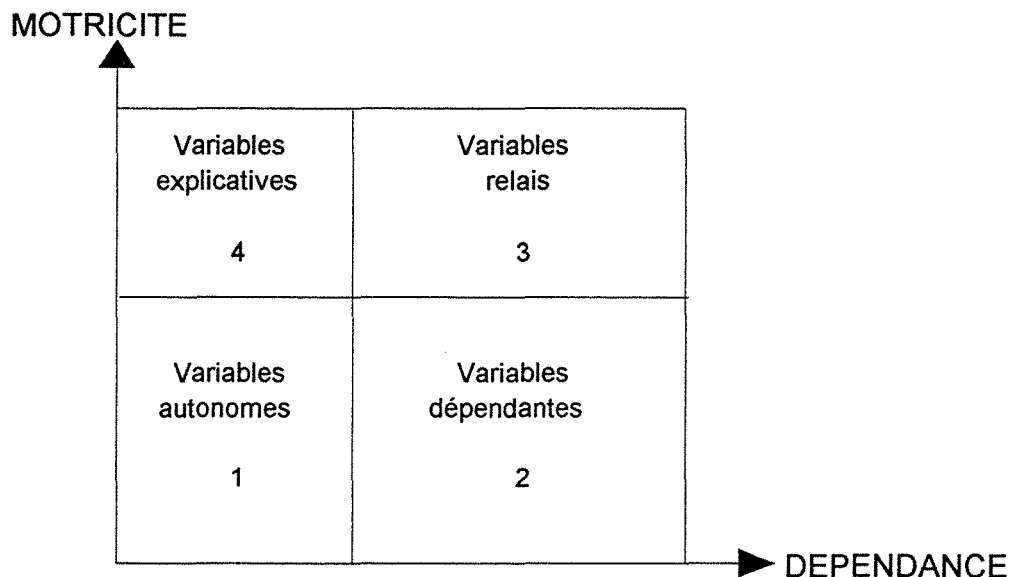 MOTRICITE
Variables
explicatives
4
Variables
relais
3
Variables
autonomes
1
Variables
dépendantes
2
DEPENDANCE